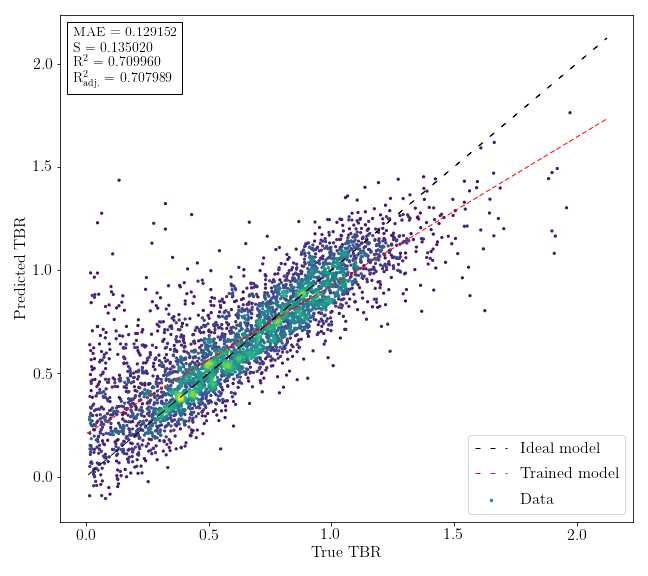 MAE = 0.129152
S = 0.135020
R² = 0.709960
R²adj. = 0.707989
2.0
1.5
1.0
0.5
0.0
Predicted TBR
0.0 0.5 1.0 1.5 2.0
True TBR
Ideal model
Trained model
Data